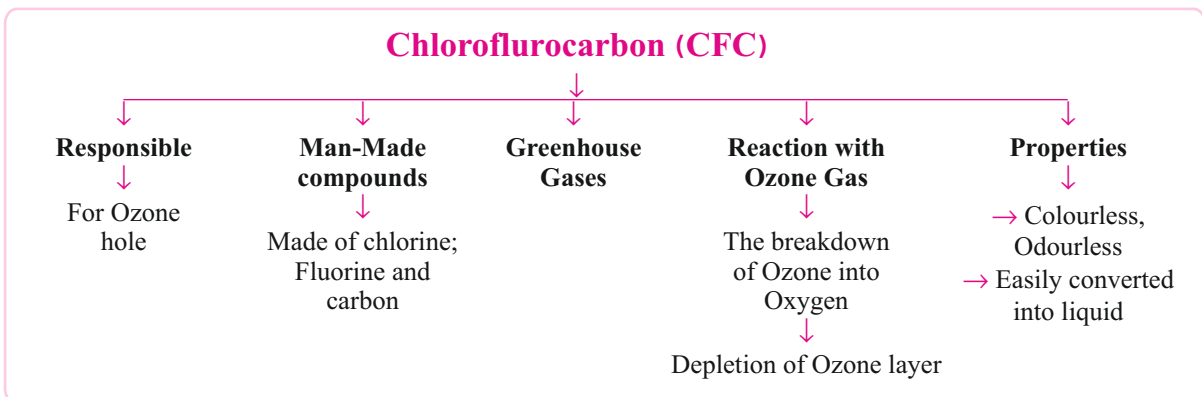 Chloroflurocarbon (CFC)
Responsible
For Ozone
hole
Man-Made
compounds
Made of chlorine;
Fluorine and
carbon
Greenhouse
Gases
Reaction with
Ozone Gas
The breakdown
of Ozone into
Oxygen
Depletion of Ozone layer
Properties
→ Colourless,
Odourless
→ Easily converted
into liquid